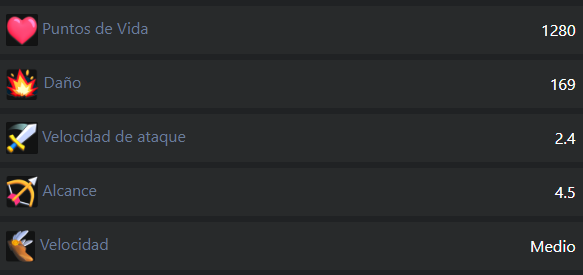 Puntos de Vida 1280
Daño 169
Velocidad de ataque 2.4
Alcance 4.5
Velocidad Medio